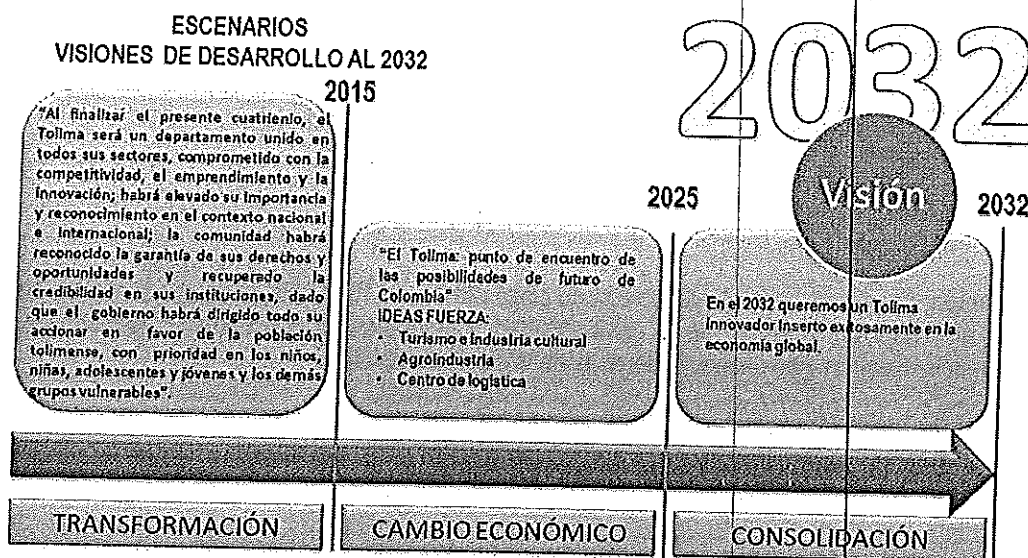 ESCENARIOS
VISIONES DE DESARROLLO AL 2032
2032
Visión
2015
"Al finalizar el presente cuatrienio, el
Tolima será un departamento unido en
todos sus sectores, comprometido con la
competitividad, el emprendimiento y la
innovación; habrá elevado su importancia
y reconocimiento en el contexto nacional
e internacional; la comunidad habrá
reconocido la garantía de sus derechos y
oportunidades y recuperado la
credibilidad en sus instituciones, dado
que el gobierno habrá dirigido todo su
accionar en favor de la población
tolimense, con prioridad en los niños,
niñas, adolescentes y jóvenes y los demás
grupos vulnerables".
2025
"El Tolima: punto de encuentro de
las posibilidades de futuro de
Colombia"
IDEAS FUERZA:
• Turismo e industria cultural
• Agroindustria
• Centro de logística
2032
En el 2032 queremos un Tolima
innovador inserto exitosamente en la
economía global.
TRANSFORMACIÓN
CAMBIO ECONÓMICO
CONSOLIDACIÓN